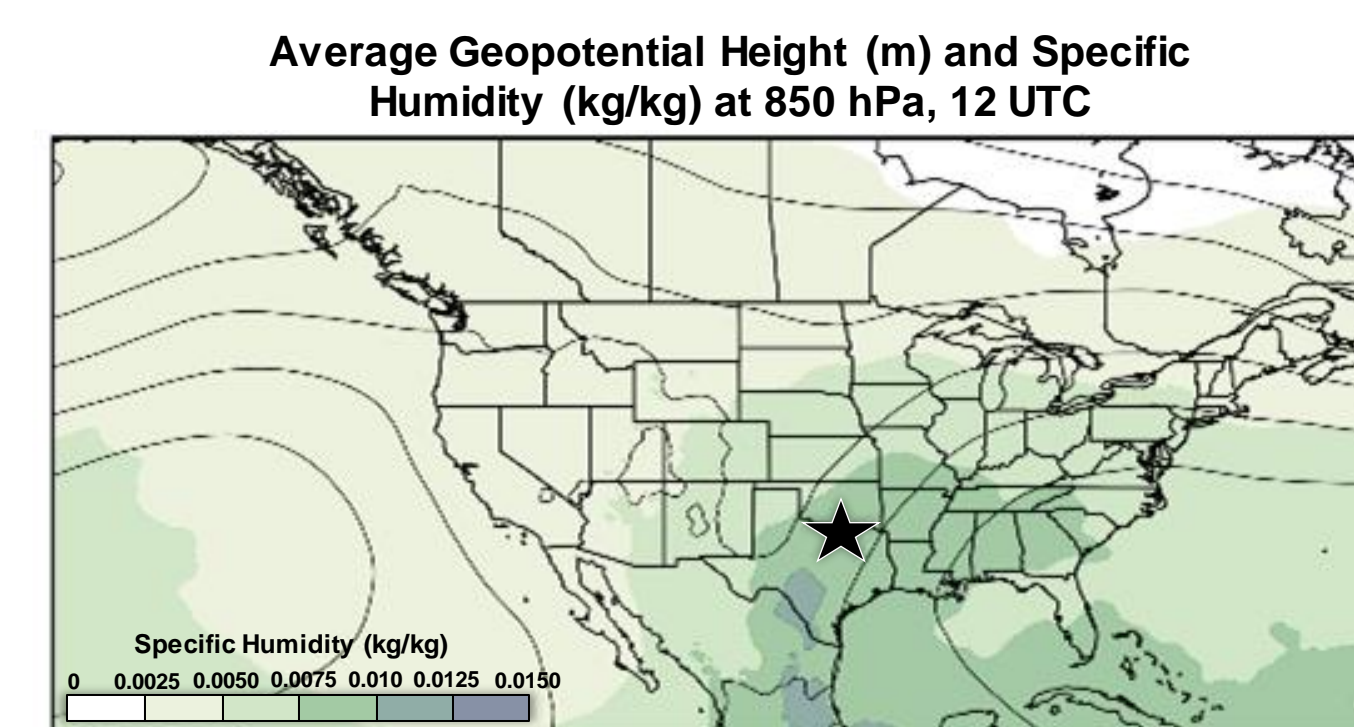 Average Geopotential Height (m) and Specific
Humidity (kg/kg) at 850 hPa, 12 UTC
Specific Humidity (kg/kg)
0 0.0025 0.0050 0.0075 0.010 0.0125 0.0150